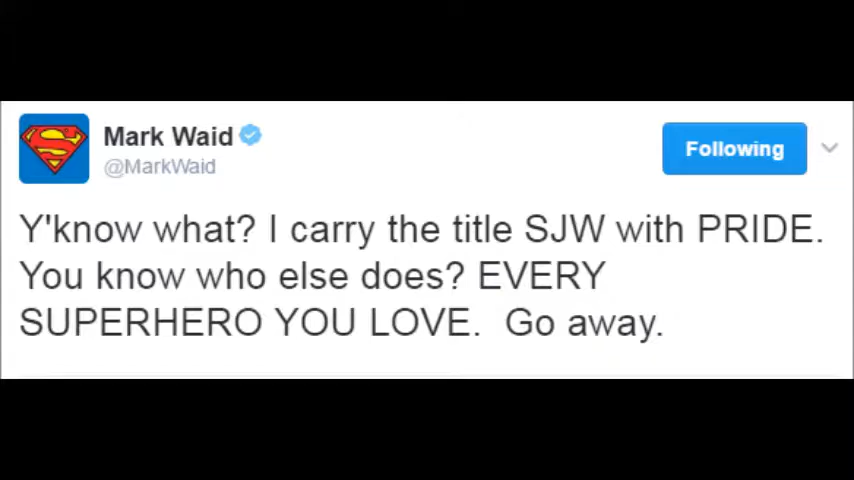 Mark Waid
@MarkWaid
Following
Y'know what? I carry the title SJW with PRIDE.
You know who else does? EVERY
SUPERHERO YOU LOVE.  Go away.